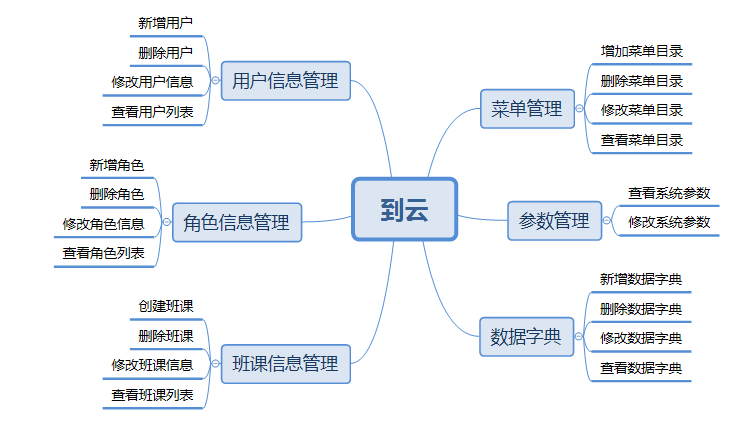 新增用户
删除用户
修改用户信息
查看用户列表
用户信息管理
新增角色
删除角色
修改角色信息
查看角色列表
角色信息管理
创建班课
删除班课
修改班课信息
查看班课列表
班课信息管理
到云
菜单管理
增加菜单目录
删除菜单目录
修改菜单目录
查看菜单目录
参数管理
查看系统参数
修改系统参数
数据字典
新增数据字典
删除数据字典
修改数据字典
查看数据字典